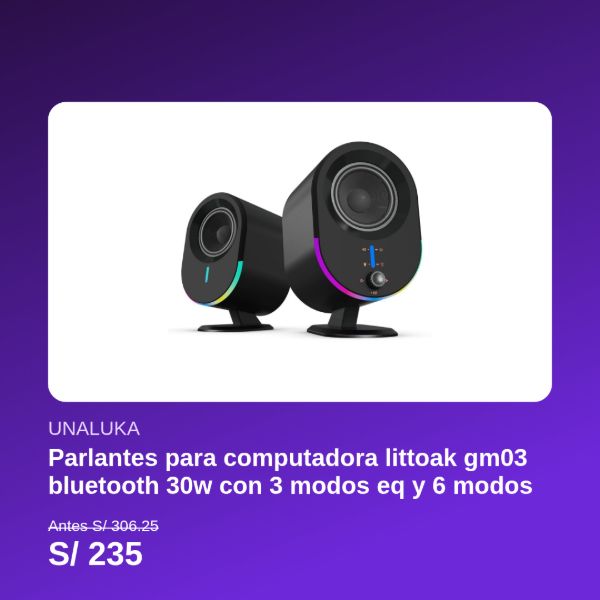 UNALUKA
Parlantes para computadora littoak gm03
bluetooth 30w con 3 modos eq y 6 modos
Antes S/ 306.25
S/ 235